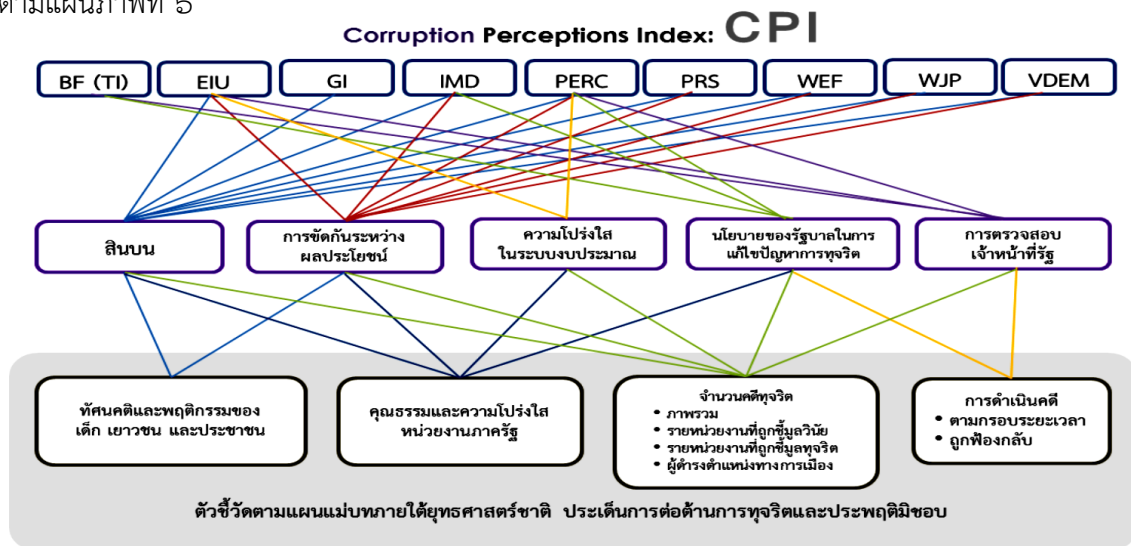 ตามแผนภาพที่ ๖
Corruption Perceptions Index: CPI
BF (TI) EIU GI IMD PERC PRS WEF WJP VDEM
สินบน
การขัดกันระหว่าง
ผลประโยชน์
ความโปร่งใส
ในระบบงบประมาณ
นโยบายของรัฐบาลในการ
แก้ไขปัญหาการทุจริต
การตรวจสอบ
เจ้าหน้าที่รัฐ
ทัศนคติและพฤติกรรมของ
เด็ก เยาวชน และประชาชน
คุณธรรมและความโปร่งใส
หน่วยงานภาครัฐ
จำนวนคดีทุจริต
• ภาพรวม
• รายหน่วยงานที่ถูกชี้มูลวินัย
• รายหน่วยงานที่ถูกชี้มูลทุจริต
• ผู้ดำรงตำแหน่งทางการเมือง
การดำเนินคดี
• ตามกรอบระยะเวลา
• ถูกฟ้องกลับ
ตัวชี้วัดตามแผนแม่บทภายใต้ยุทธศาสตร์ชาติ ประเด็นการต่อต้านการทุจริตและประพฤติมิชอบ